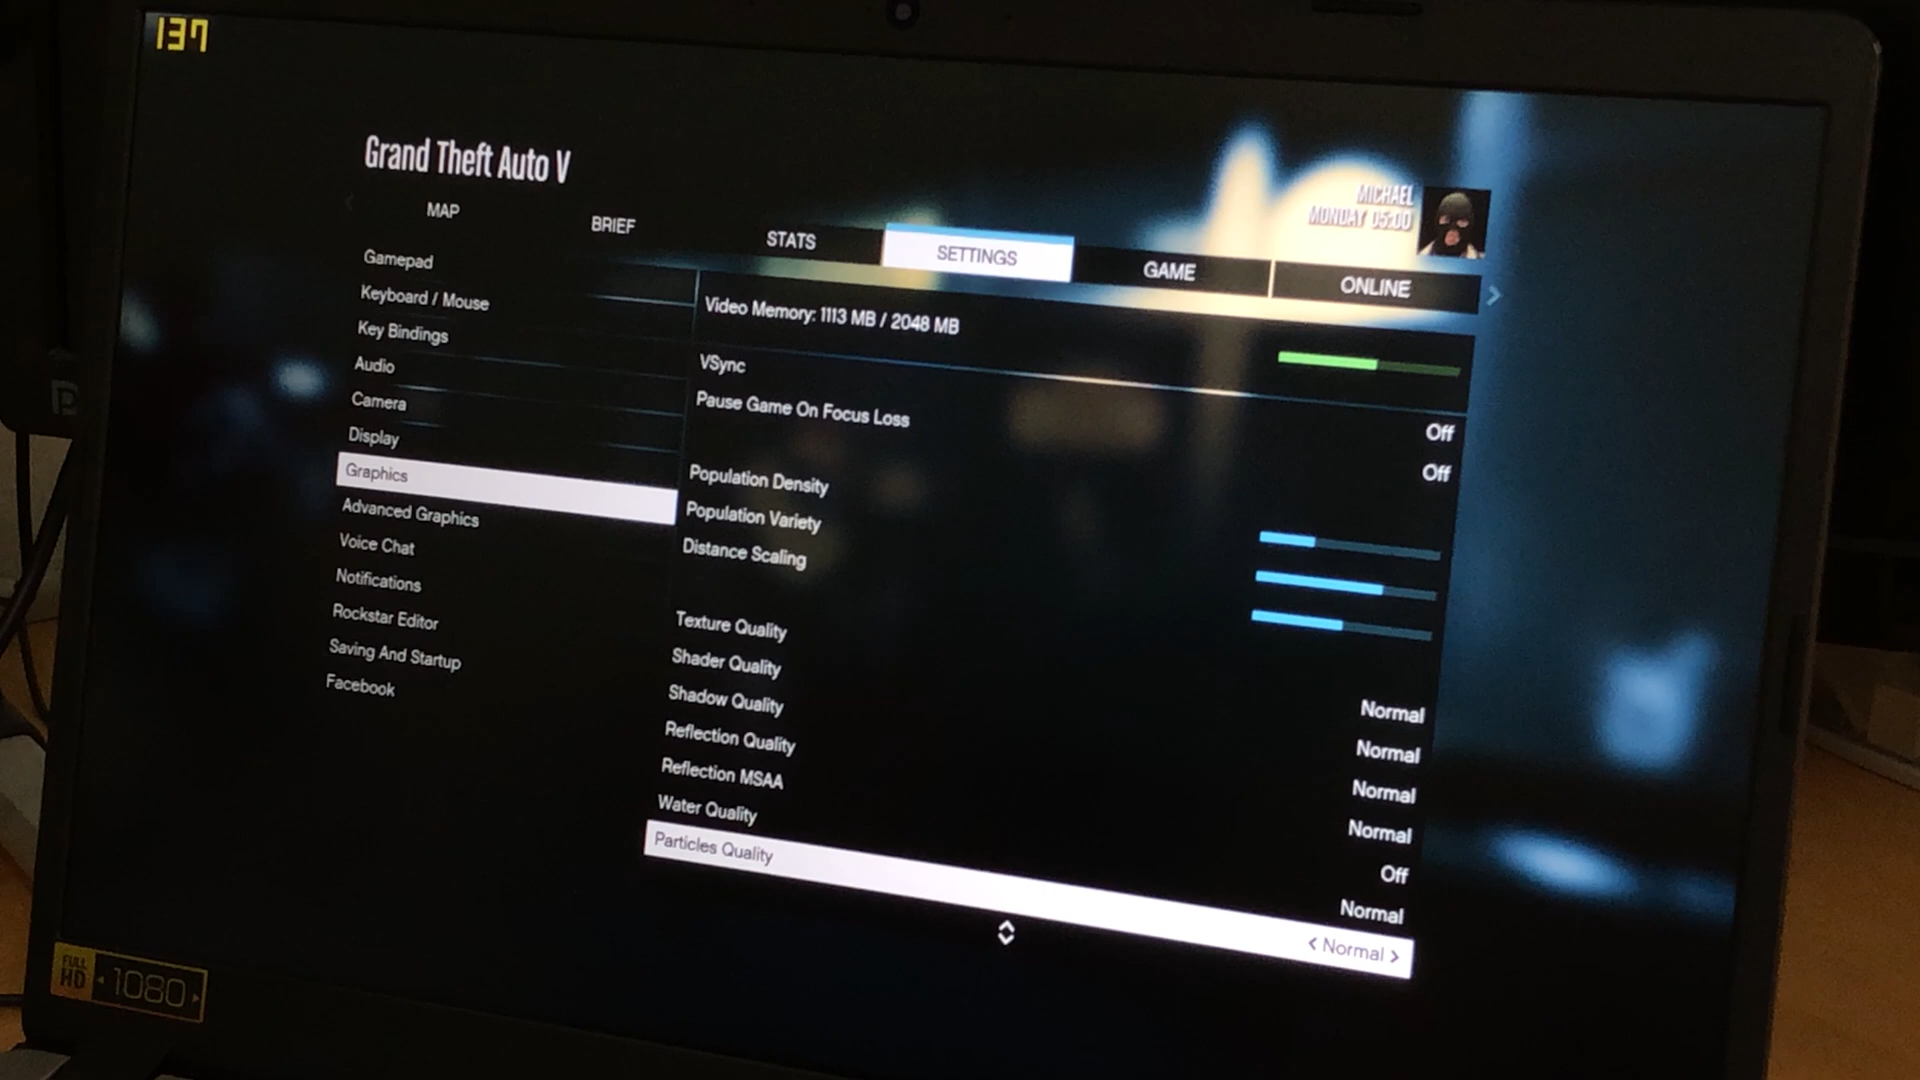 137
Grand Theft Auto V
MICHAEL
MONDAY 05:00
MAP
BRIEF
STATS
SETTINGS
GAME
ONLINE
Gamepad
Keyboard / Mouse
Key Bindings
Audio
Camera
Display
Graphics
Advanced Graphics
Voice Chat
Notifications
Rockstar Editor
Saving And Startup
Facebook
Video Memory: 1113 MB / 2048 MB
VSync Off
Pause Game On Focus Loss Off
Population Density
Population Variety
Distance Scaling
Texture Quality Normal
Shader Quality Normal
Shadow Quality Normal
Reflection Quality Normal
Reflection MSAA Off
Water Quality Normal
Particles Quality < Normal >
FULL HD 1080